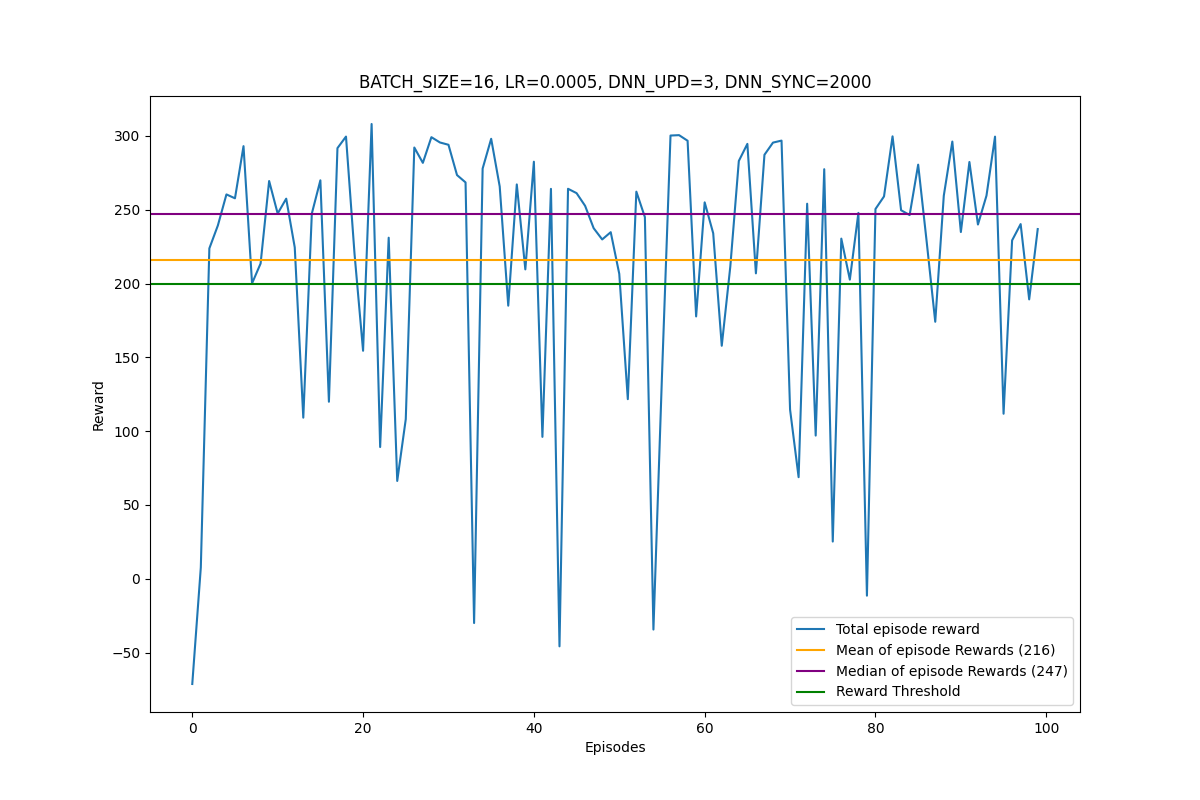 BATCH_SIZE=16, LR=0.0005, DNN_UPD=3, DNN_SYNC=2000
300
250
200
150
100
50
0
−50
Reward
Total episode reward
Mean of episode Rewards (216)
Median of episode Rewards (247)
Reward Threshold
0 20 40 60 80 100
Episodes